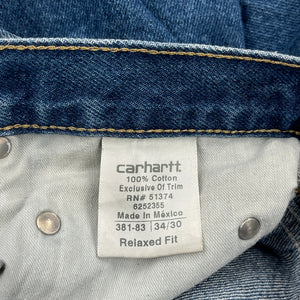 carhartt
100% Cotton
Exclusive Of Trim
RN# 51374
6252355
Made In México
381-83 34/30
Relaxed Fit